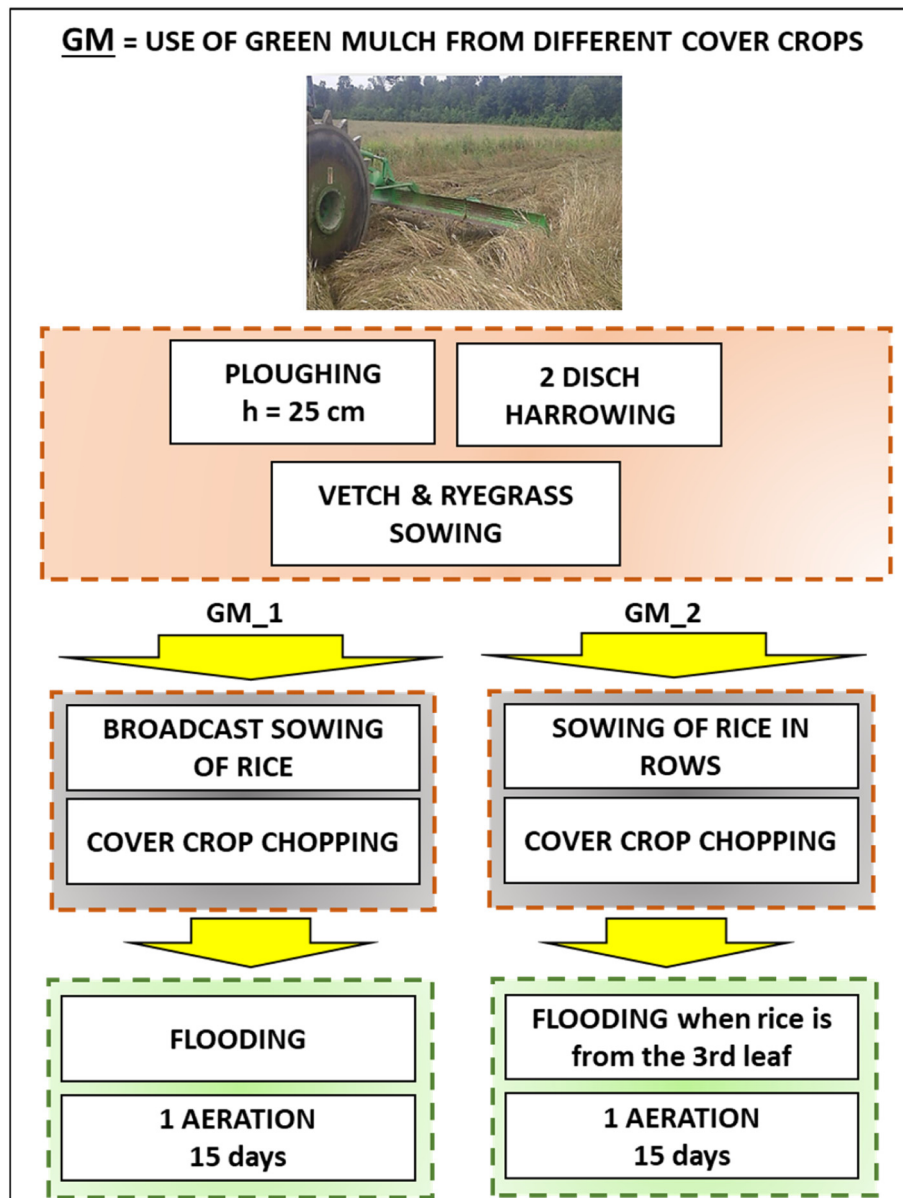 GM = USE OF GREEN MULCH FROM DIFFERENT COVER CROPS
PLOUGHING
h = 25 cm
2 DISCH
HARROWING
VETCH & RYEGRASS
SOWING
GM_1
GM_2
BROADCAST SOWING
OF RICE
COVER CROP CHOPPING
SOWING OF RICE IN
ROWS
COVER CROP CHOPPING
FLOODING
1 AERATION
15 days
FLOODING when rice is
from the 3rd leaf
1 AERATION
15 days